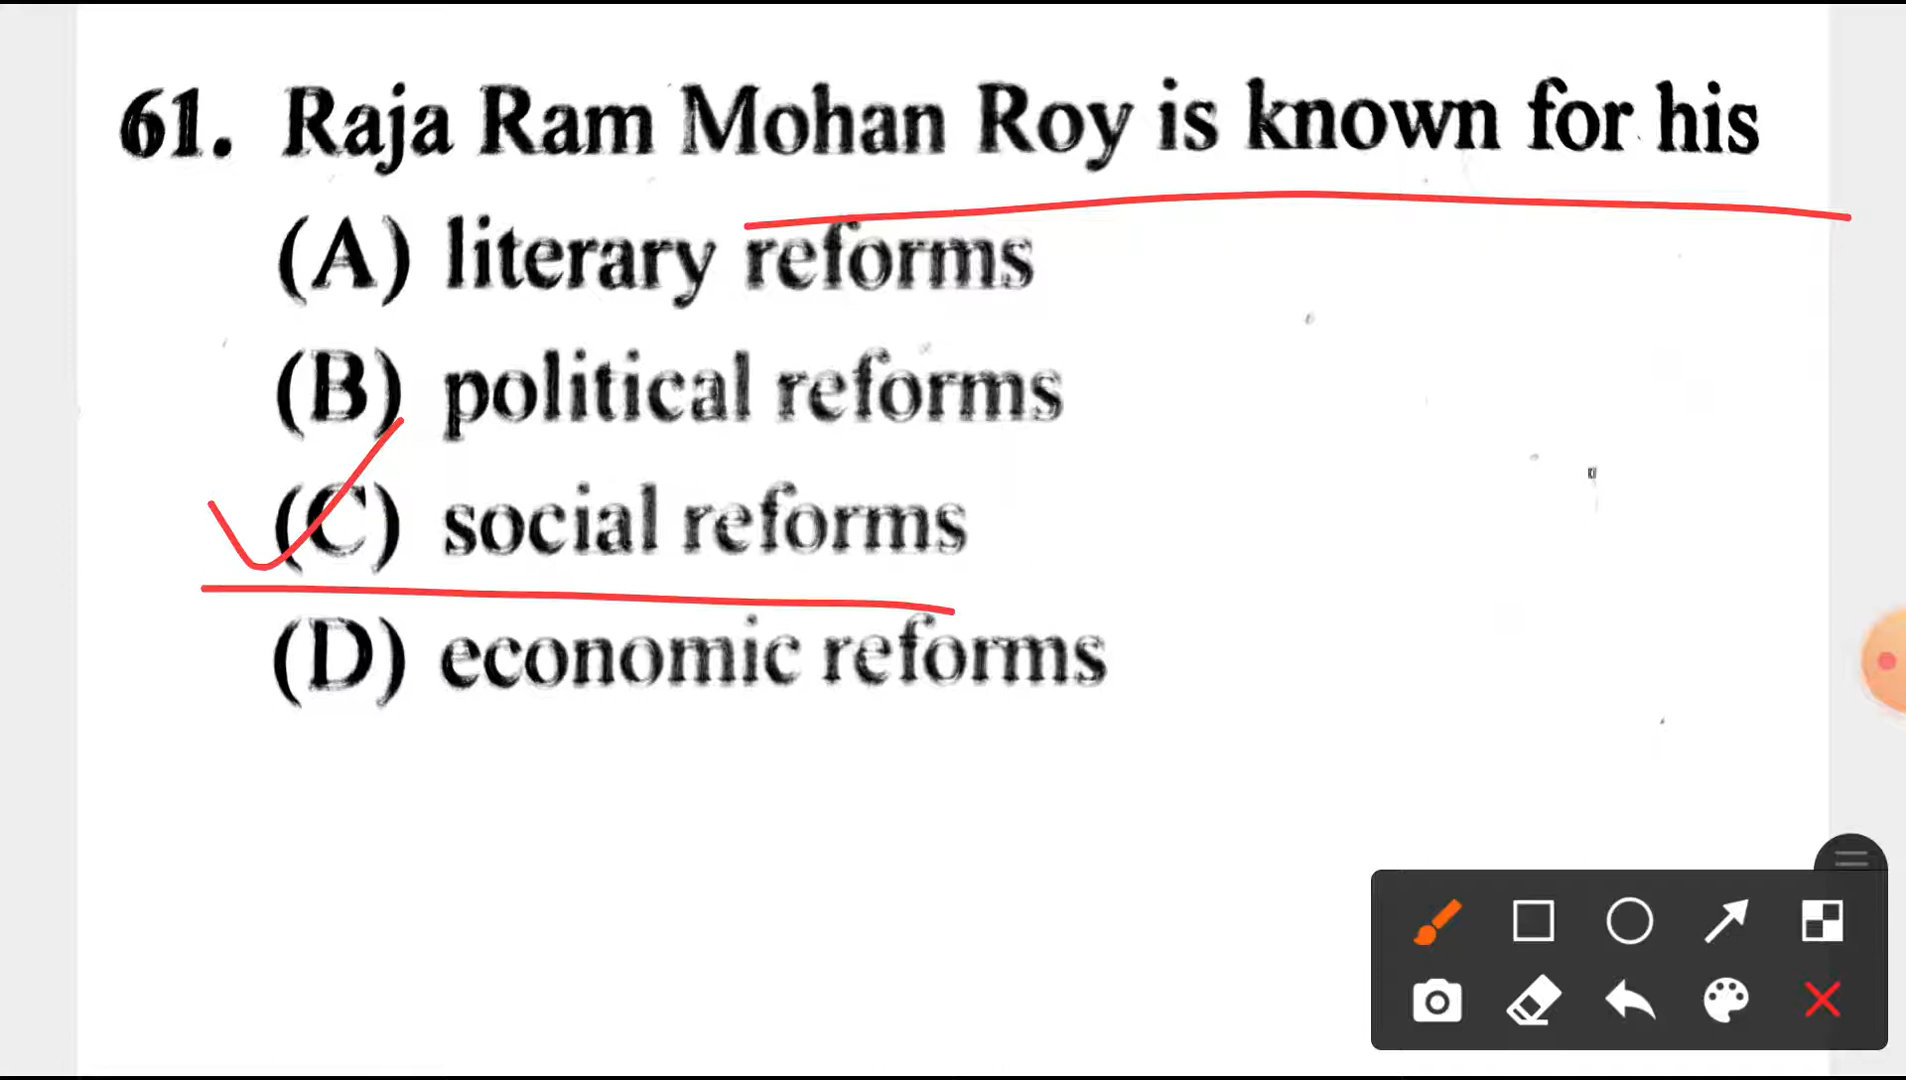 61. Raja Ram Mohan Roy is known for his
(A) literary reforms
(B) political reforms
(C) social reforms
(D) economic reforms